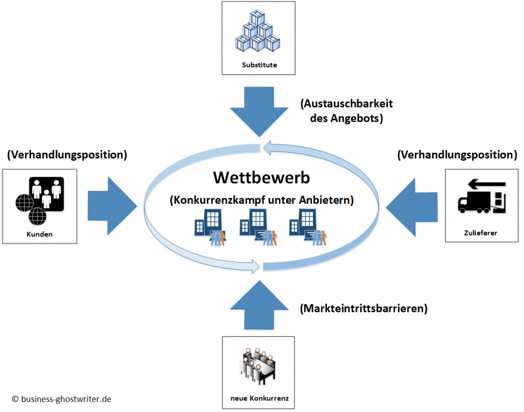 Substitute
(Austauschbarkeit
des Angebots)
(Verhandlungsposition)
(Verhandlungsposition)
Wettbewerb
(Konkurrenzkampf unter Anbietern)
Kunden
Zulieferer
(Markteintrittsbarrieren)
neue Konkurrenz
© business-ghostwriter.de